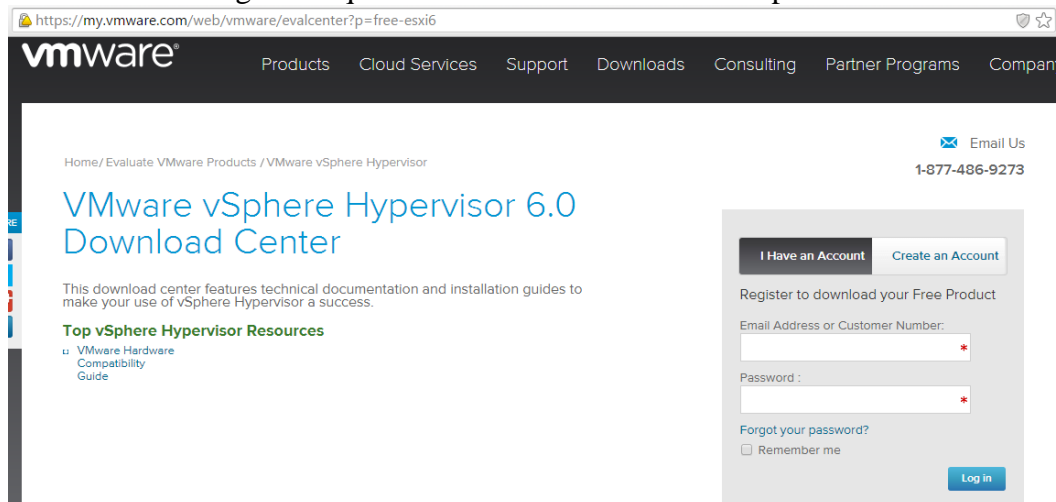 https://my.vmware.com/web/vmware/evalcenter?p=free-esxi6
vmware®
Products Cloud Services Support Downloads Consulting Partner Programs Compan
Email Us
1-877-486-9273
Home/ Evaluate VMware Products / VMware vSphere Hypervisor
VMware vSphere Hypervisor 6.0
Download Center
This download center features technical documentation and installation guides to
make your use of vSphere Hypervisor a success.
Top vSphere Hypervisor Resources
VMware Hardware
Compatibility
Guide
I Have an Account Create an Account
Register to download your Free Product
Email Address or Customer Number:
*
Password :
*
Forgot your password?
Remember me
Log in